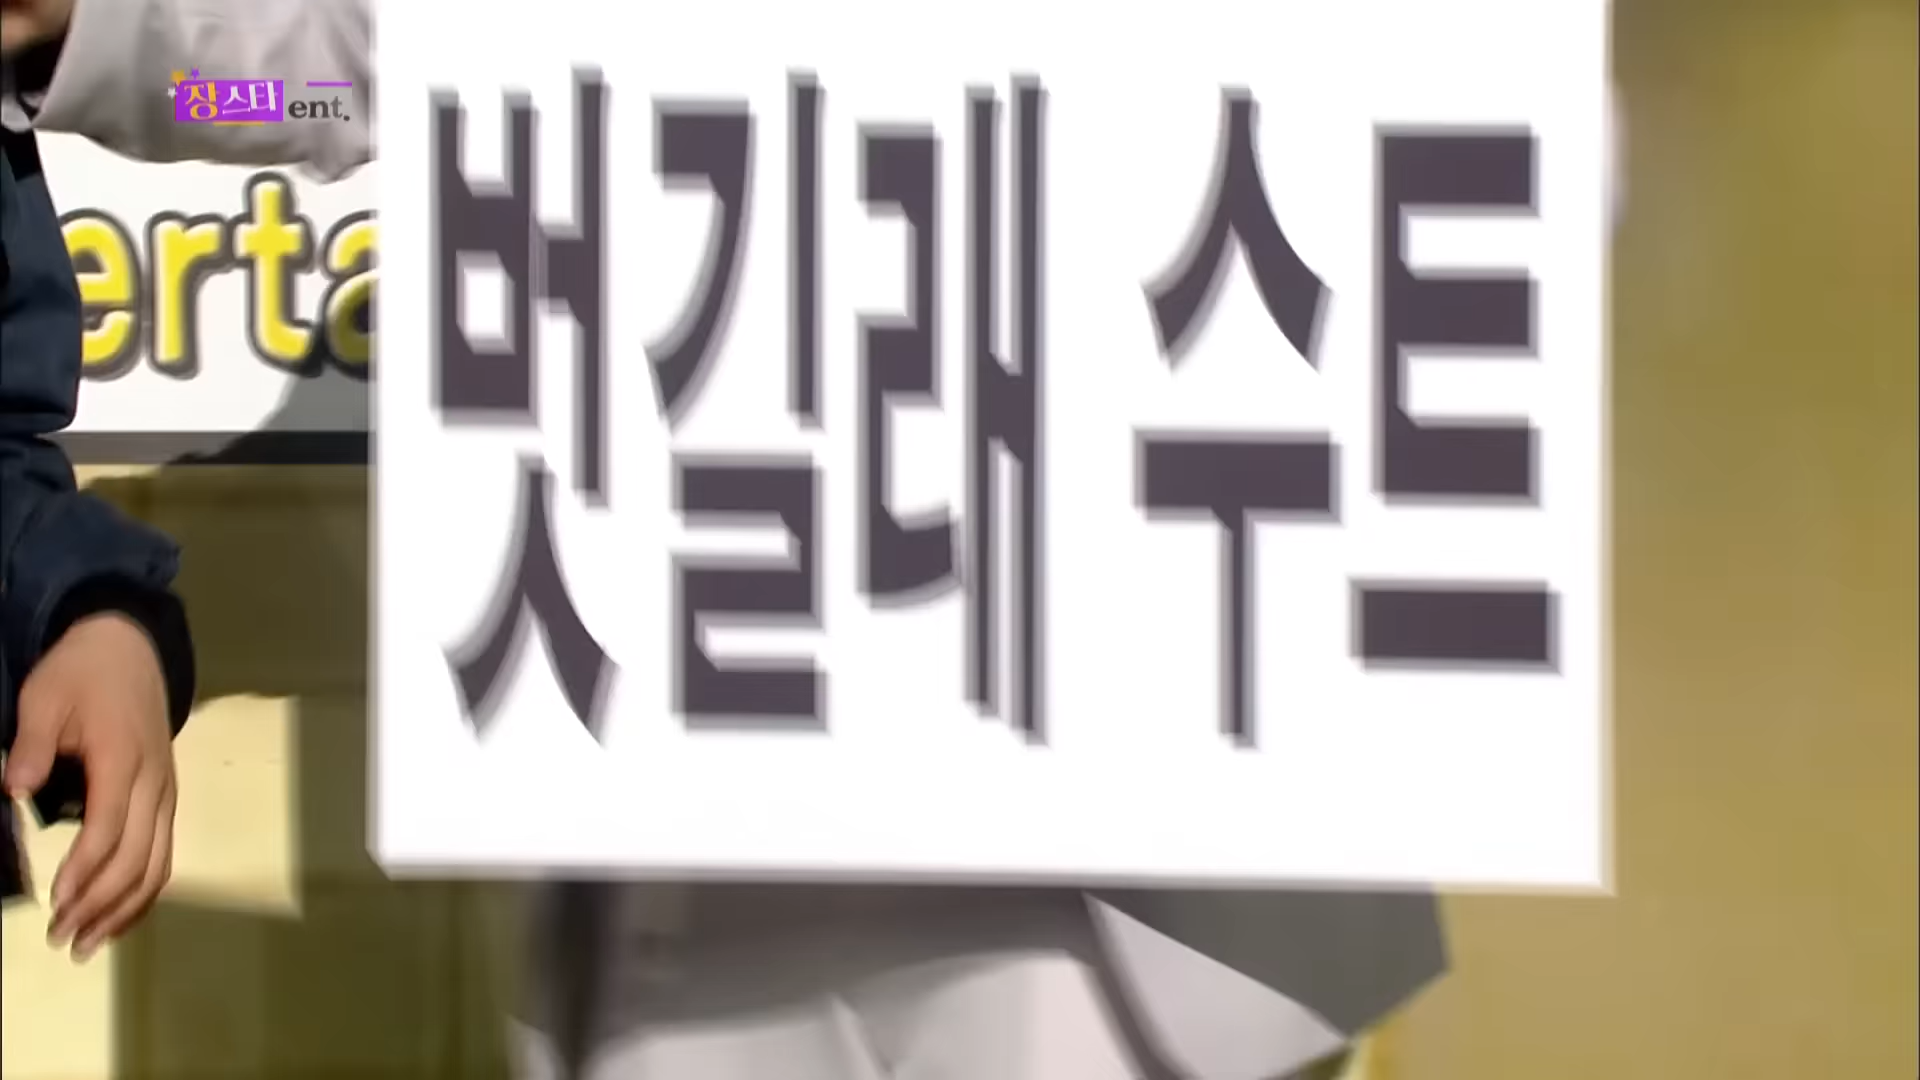 장스타 ent.
erta
벗길래 수트